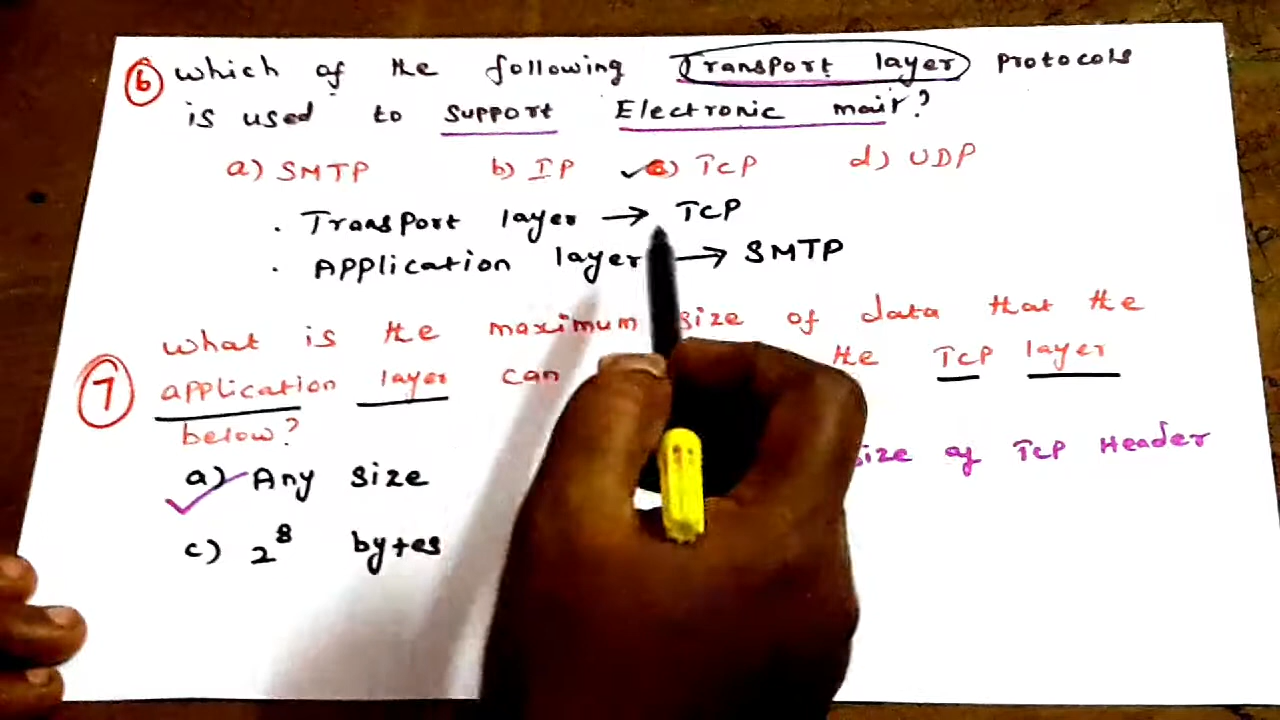 6 Which of the following Transport layer protocols
is used to support Electronic mail?
a) SMTP b) IP c) TCP d) UDP
. Transport layer → TCP
. Application layer → SMTP
7 What is the maximum size of data that the
application layer can the TCP layer
below?
a) Any size size of TCP Header
c) 2⁸ bytes